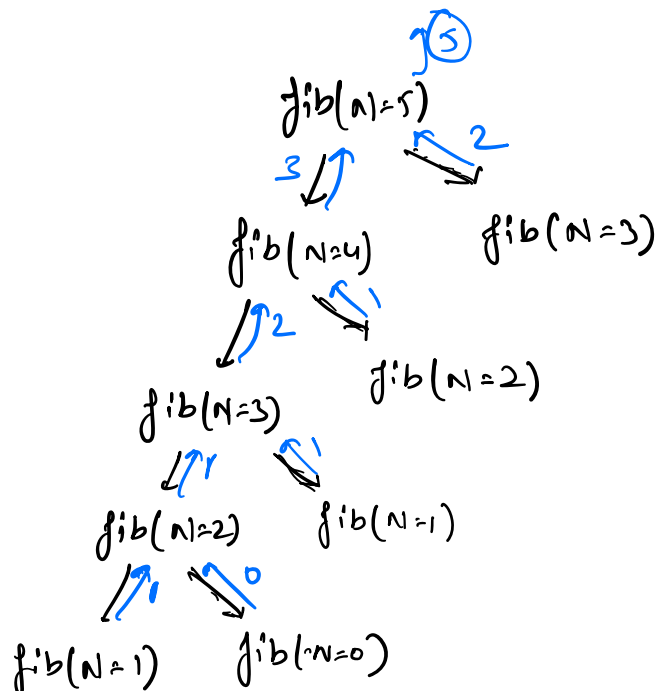 5
fib(N=5)
3 2
fib(N=4) fib(N=3)
2 1
fib(N=3) fib(N=2)
1 1
fib(N=2) fib(N=1)
1 0
fib(N=1) fib(N=0)